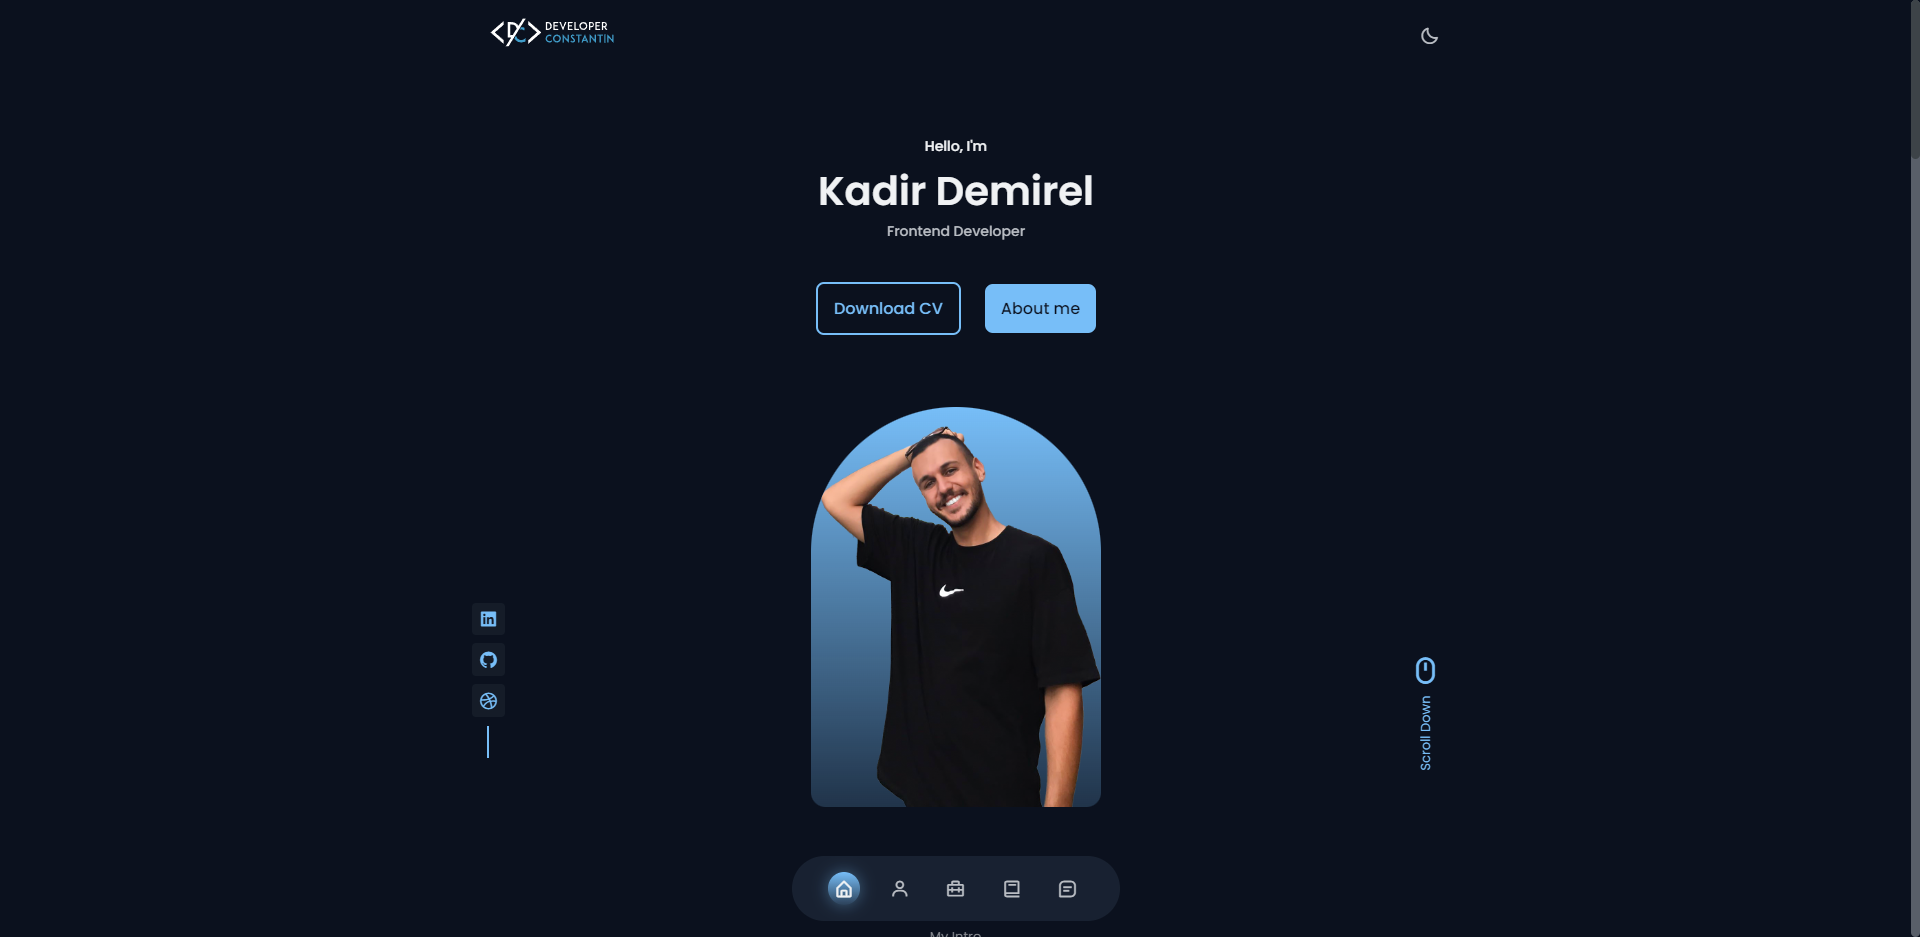 DEVELOPER
CONSTANTIN
Hello, I'm
Kadir Demirel
Frontend Developer
Download CV
About me
Scroll Down
My Intro